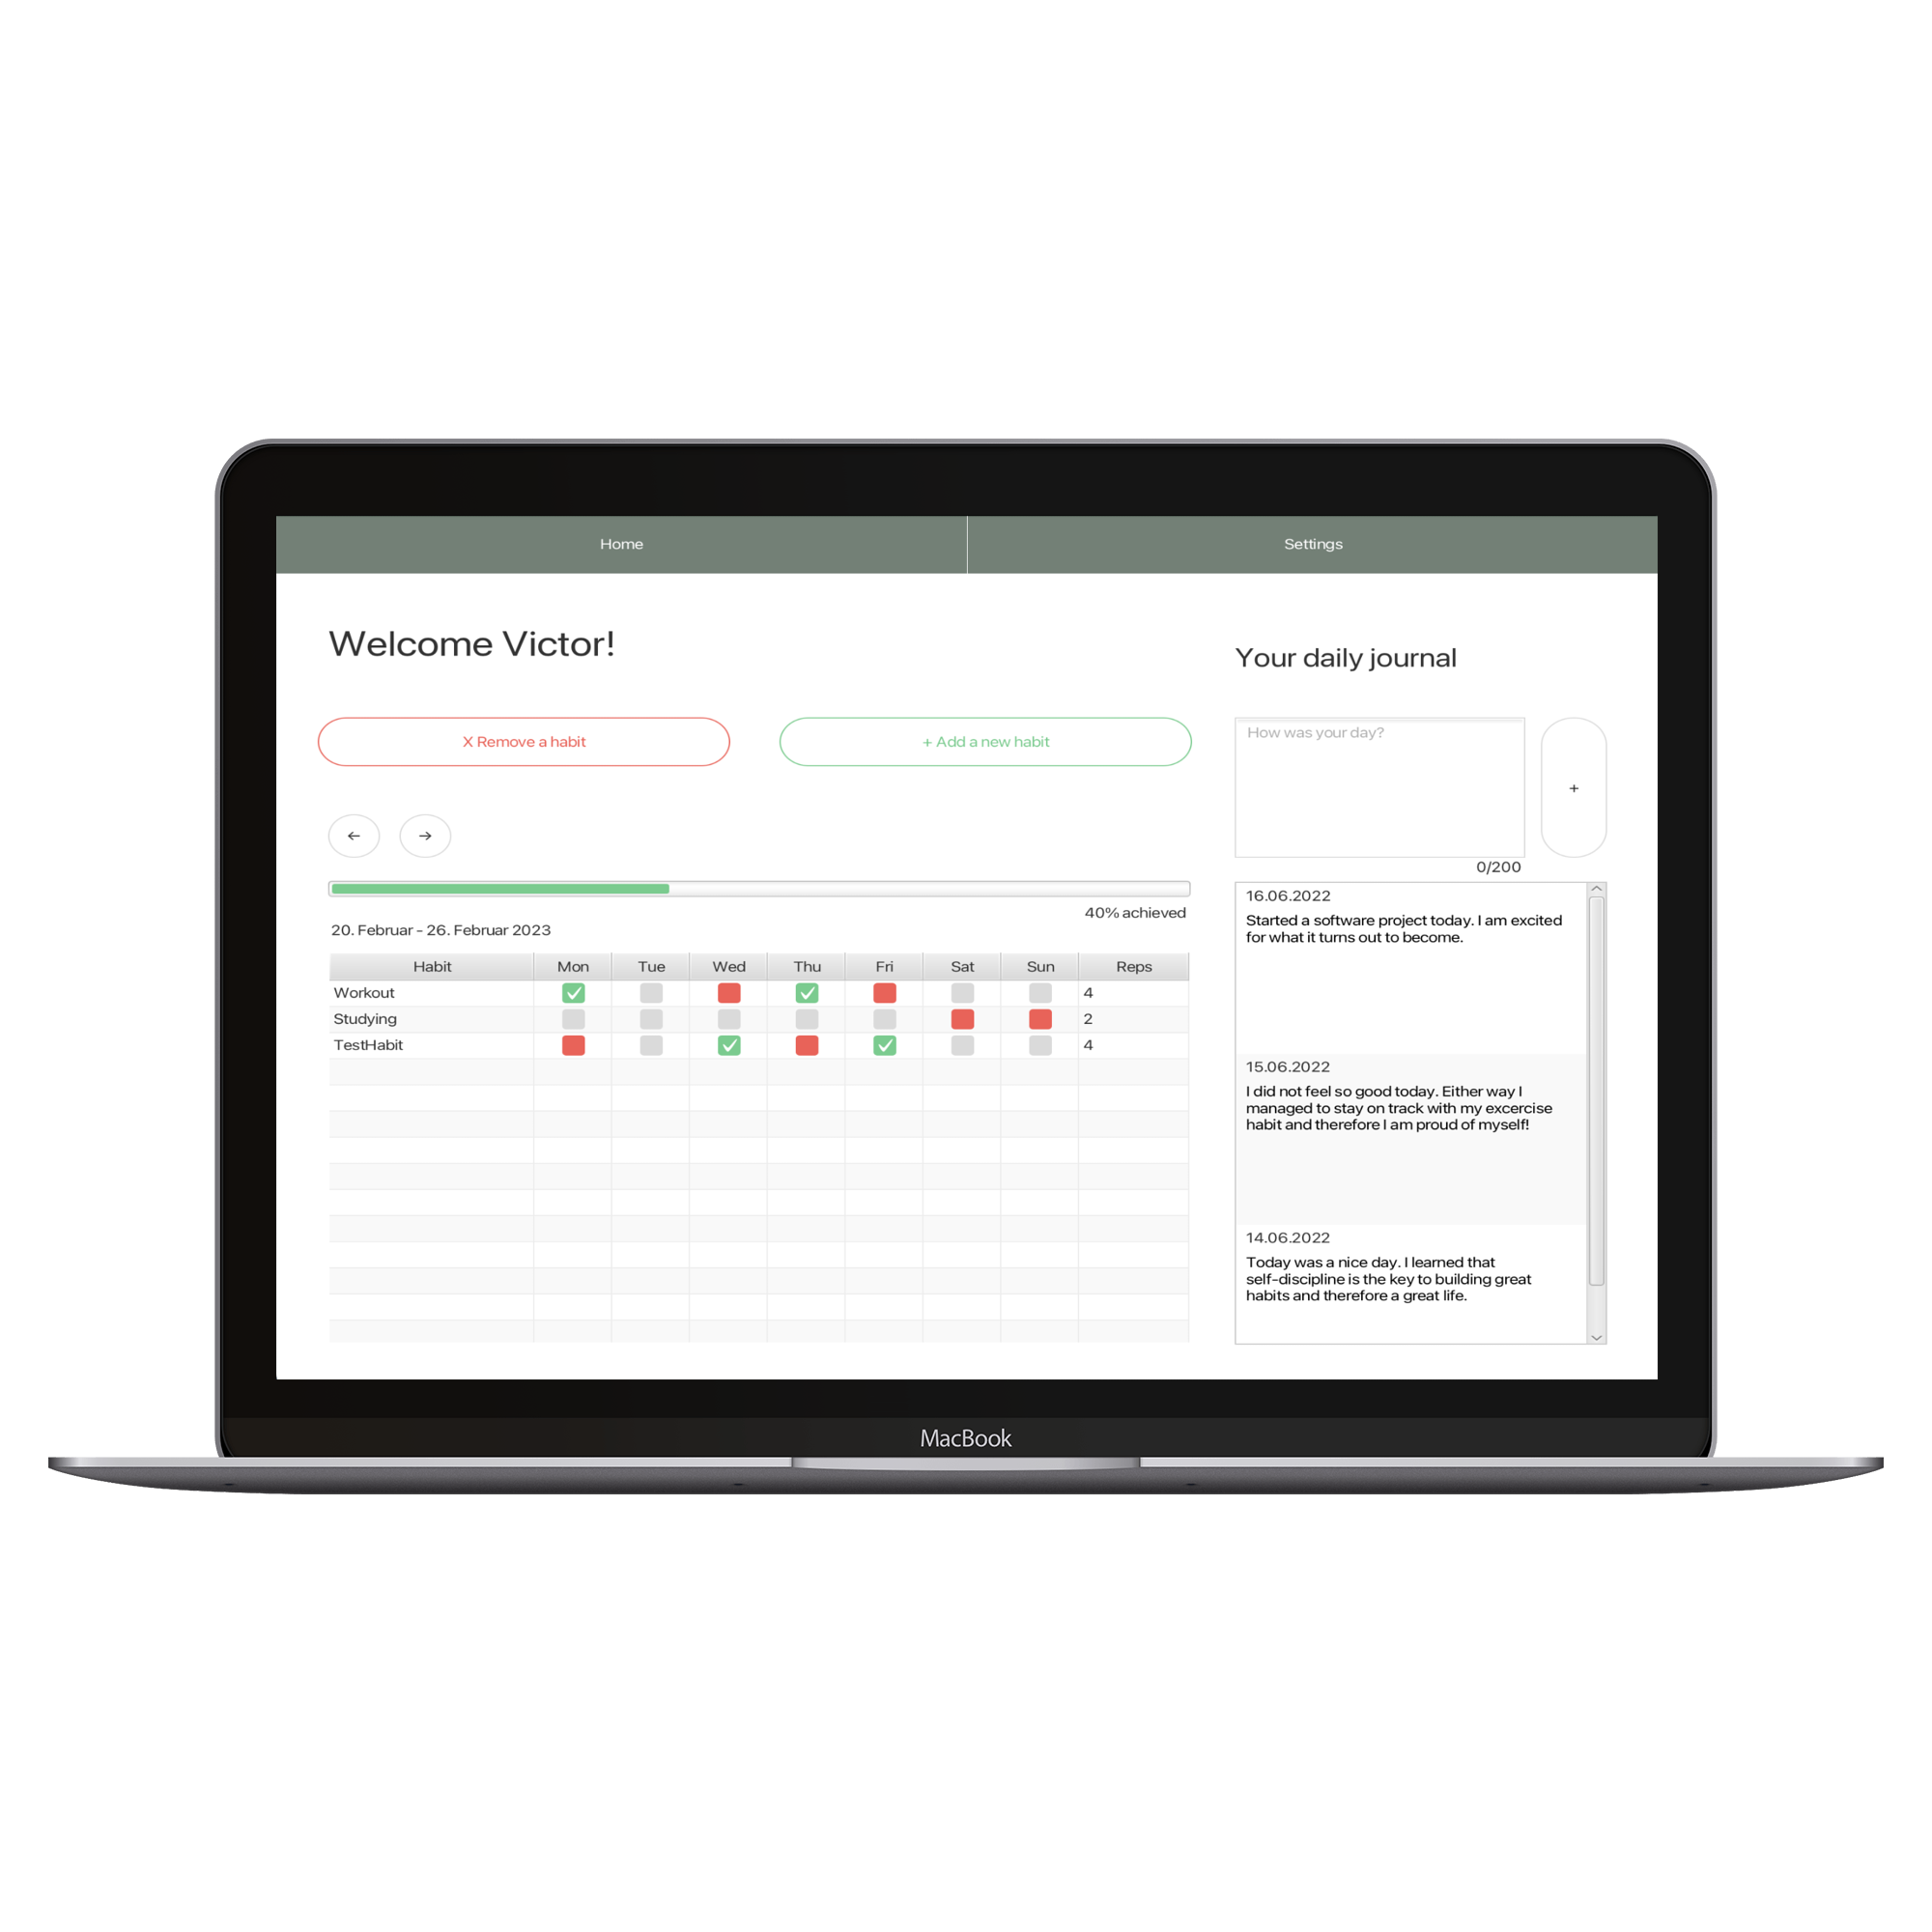 Home
Settings
Welcome Victor!
Your daily journal
X Remove a habit
+ Add a new habit
How was your day?
+
← →
0/200
40% achieved
20. Februar - 26. Februar 2023
Habit Mon Tue Wed Thu Fri Sat Sun Reps
Workout 4
Studying 2
TestHabit 4
16.06.2022
Started a software project today. I am excited
for what it turns out to become.
15.06.2022
I did not feel so good today. Either way I
managed to stay on track with my excercise
habit and therefore I am proud of myself!
14.06.2022
Today was a nice day. I learned that
self-discipline is the key to building great
habits and therefore a great life.
MacBook